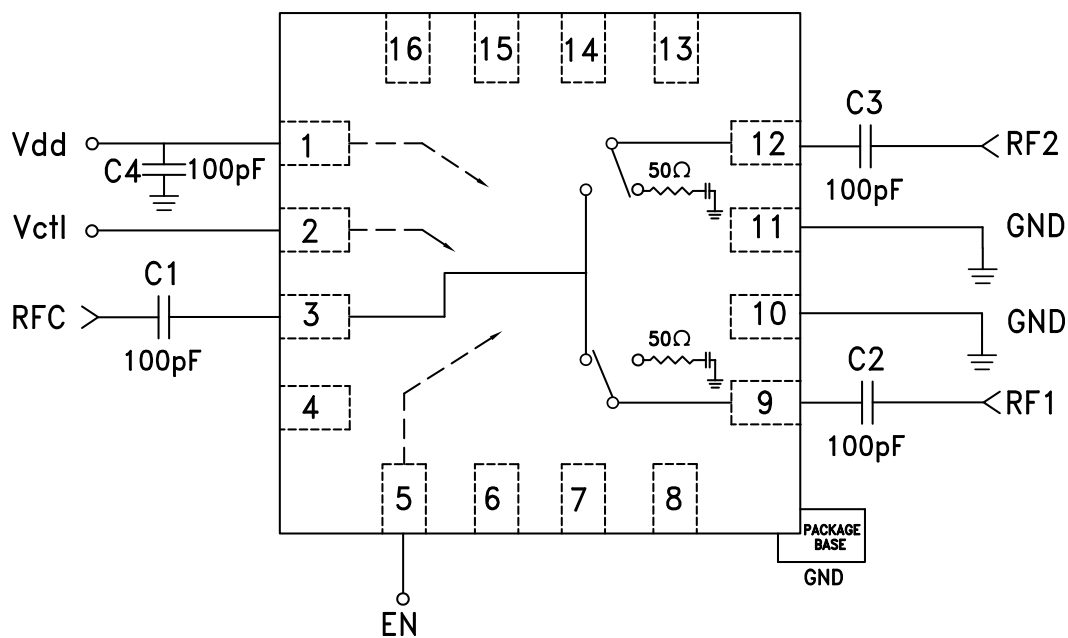 16 15 14 13
C3
Vdd
1
12
RF2
C4 100pF
50Ω
100pF
Vctl
2
11
GND
C1
RFC
3
10
GND
100pF
50Ω
C2
4
9
RF1
100pF
5 6 7 8
PACKAGE
BASE
GND
EN